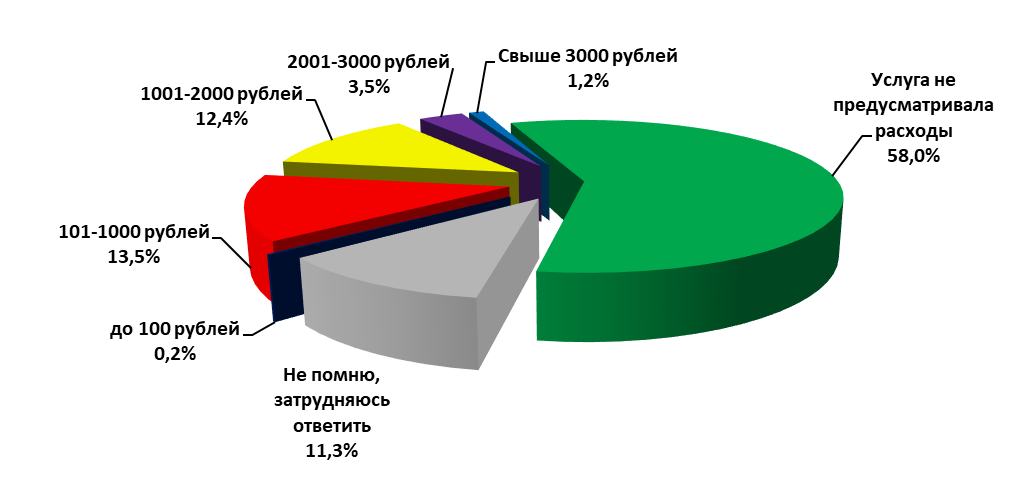 2001-3000 рублей
3,5%
Свыше 3000 рублей
1,2%
1001-2000 рублей
12,4%
Услуга не
предусматривала
расходы
58,0%
101-1000 рублей
13,5%
до 100 рублей
0,2%
Не помню,
затрудняюсь
ответить
11,3%